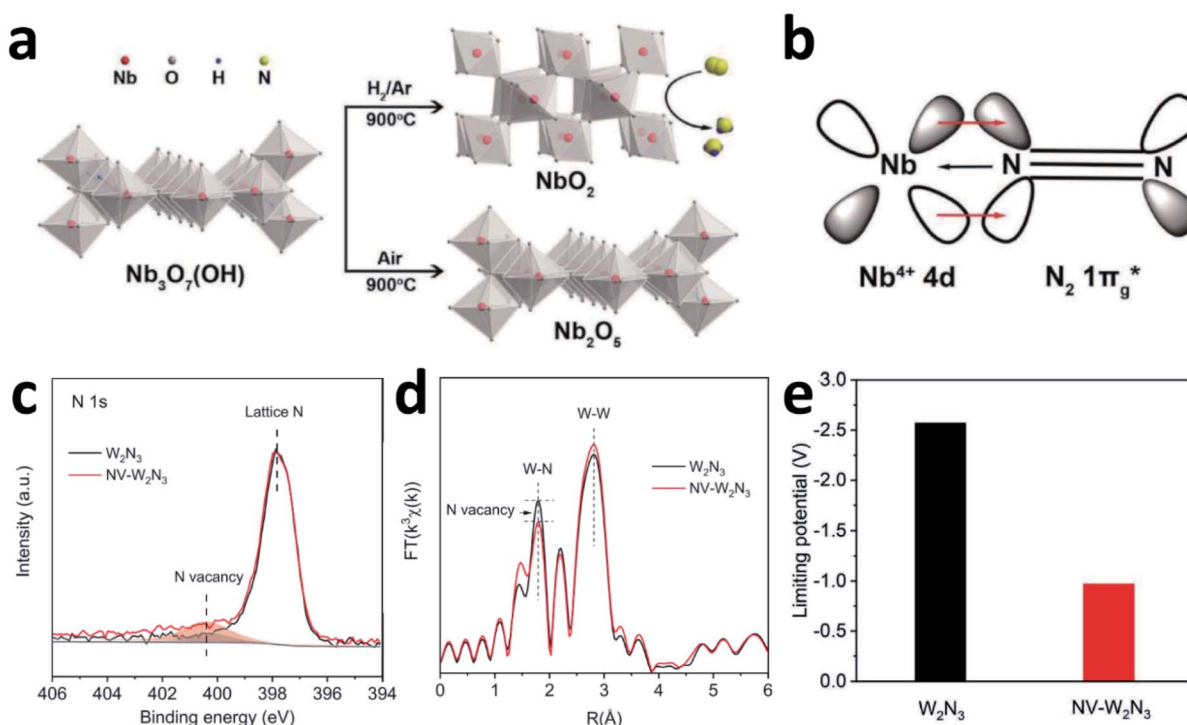 a
Nb O H N
Nb₃O₇(OH)
H₂/Ar
900°C
NbO₂
Air
900°C
Nb₂O₅
b
Nb N N
Nb⁴⁺ 4d N₂ 1πg*
c
N 1s
Lattice N
W₂N₃
NV-W₂N₃
N vacancy
Intensity (a.u.)
406 404 402 400 398 396 394
Binding energy (eV)
d
W-W
W-N
W₂N₃
NV-W₂N₃
N vacancy
FT(k³χ(k))
0 1 2 3 4 5 6
R(Å)
e
Limiting potential (V)
-3.0
-2.5
-2.0
-1.5
-1.0
-0.5
0.0
W₂N₃ NV-W₂N₃